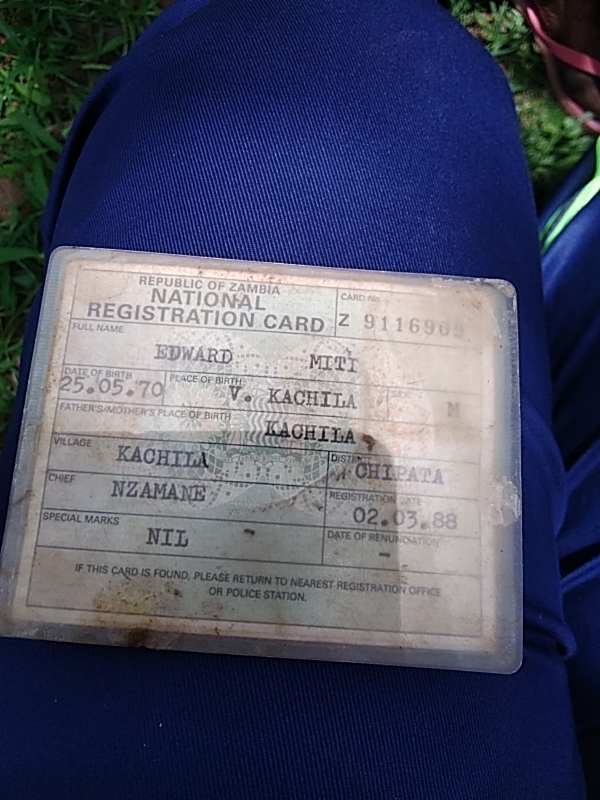 REPUBLIC OF ZAMBIA
NATIONAL
REGISTRATION CARD
CARD No.
Z 911690
FULL NAME
EDWARD MITI
DATE OF BIRTH
25.05.70
PLACE OF BIRTH
V. KACHILA
SEX
M
FATHER'S/MOTHER'S PLACE OF BIRTH
KACHILA
VILLAGE
KACHILA
CHIPATA
CHIEF
NZAMANE
REGISTRATION DATE
02.03.88
SPECIAL MARKS
NIL
DATE OF RENUNCIATION
-
IF THIS CARD IS FOUND, PLEASE RETURN TO NEAREST REGISTRATION OFFICE
OR POLICE STATION.